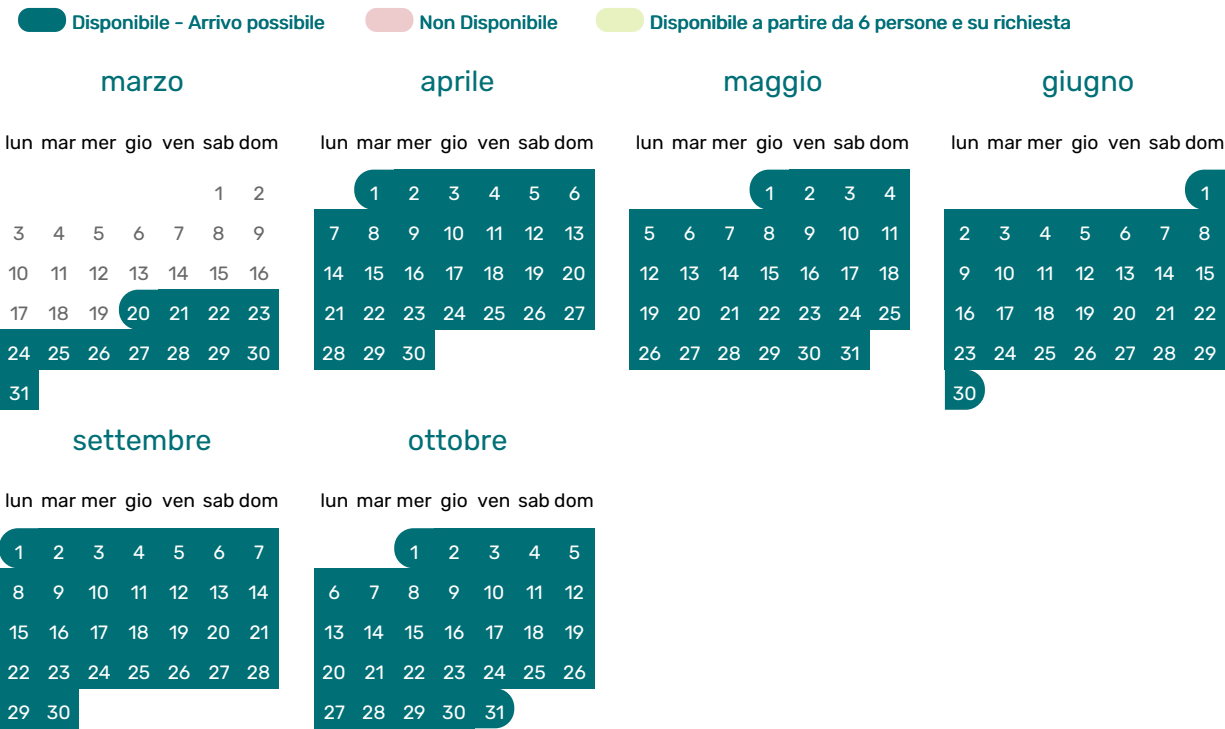 Disponibile - Arrivo possibile Non Disponibile Disponibile a partire da 6 persone e su richiesta
marzo
lun mar mer gio ven sab dom
1 2
3 4 5 6 7 8 9
10 11 12 13 14 15 16
17 18 19 20 21 22 23
24 25 26 27 28 29 30
31
aprile
lun mar mer gio ven sab dom
1 2 3 4 5 6
7 8 9 10 11 12 13
14 15 16 17 18 19 20
21 22 23 24 25 26 27
28 29 30
maggio
lun mar mer gio ven sab dom
1 2 3 4
5 6 7 8 9 10 11
12 13 14 15 16 17 18
19 20 21 22 23 24 25
26 27 28 29 30 31
giugno
lun mar mer gio ven sab dom
1
2 3 4 5 6 7 8
9 10 11 12 13 14 15
16 17 18 19 20 21 22
23 24 25 26 27 28 29
30
settembre
lun mar mer gio ven sab dom
1 2 3 4 5 6 7
8 9 10 11 12 13 14
15 16 17 18 19 20 21
22 23 24 25 26 27 28
29 30
ottobre
lun mar mer gio ven sab dom
1 2 3 4 5
6 7 8 9 10 11 12
13 14 15 16 17 18 19
20 21 22 23 24 25 26
27 28 29 30 31